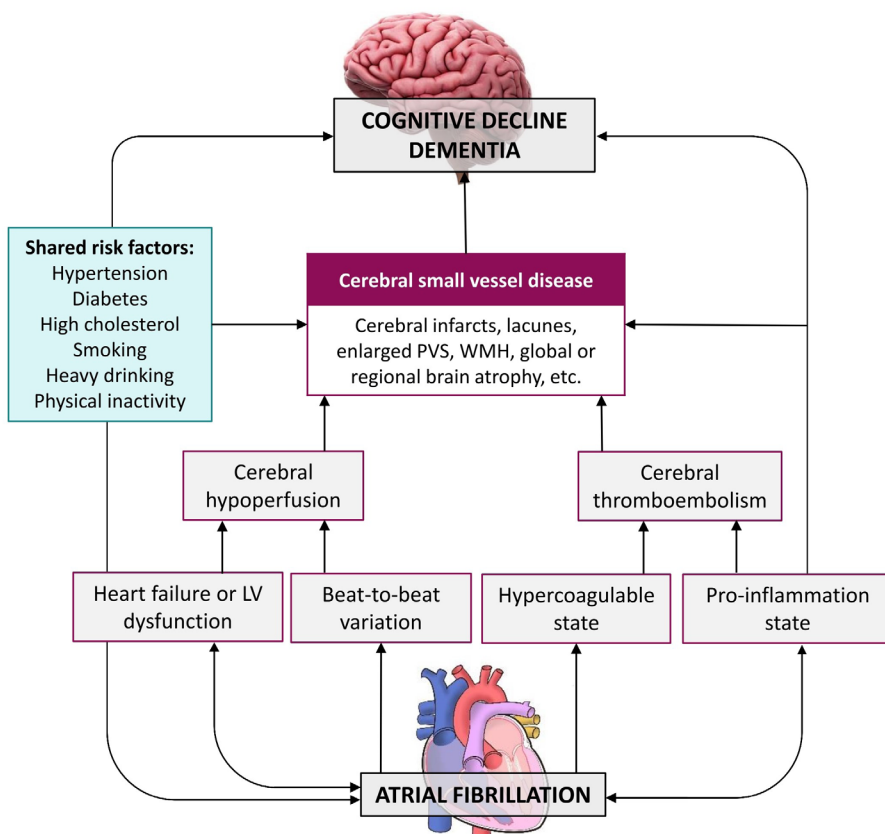 COGNITIVE DECLINE
DEMENTIA
Shared risk factors:
Hypertension
Diabetes
High cholesterol
Smoking
Heavy drinking
Physical inactivity
Cerebral small vessel disease
Cerebral infarcts, lacunes,
enlarged PVS, WMH, global or
regional brain atrophy, etc.
Cerebral
hypoperfusion
Cerebral
thromboembolism
Heart failure or LV
dysfunction
Beat-to-beat
variation
Hypercoagulable
state
Pro-inflammation
state
ATRIAL FIBRILLATION